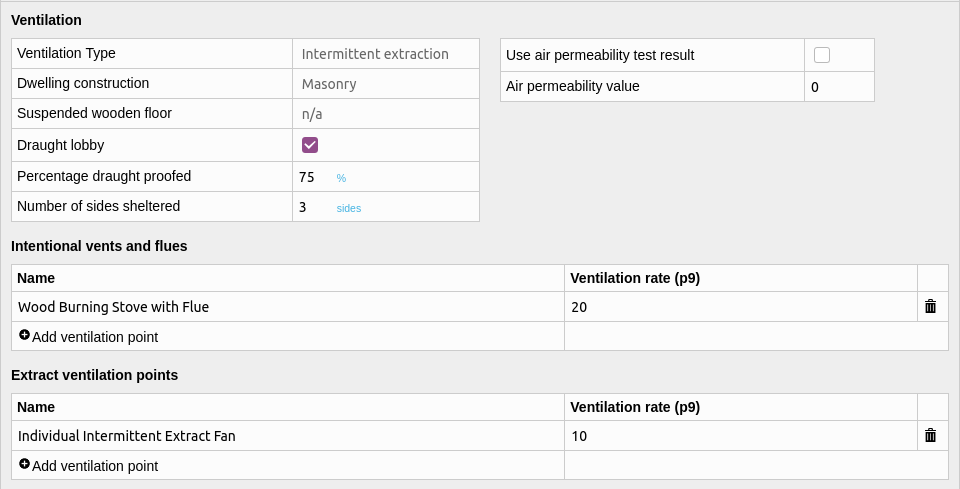 Ventilation
Ventilation Type Intermittent extraction
Dwelling construction Masonry
Suspended wooden floor n/a
Draught lobby
Percentage draught proofed 75 %
Number of sides sheltered 3 sides
Use air permeability test result
Air permeability value 0
Intentional vents and flues
Name Ventilation rate (p9)
Wood Burning Stove with Flue 20
Add ventilation point
Extract ventilation points
Name Ventilation rate (p9)
Individual Intermittent Extract Fan 10
Add ventilation point